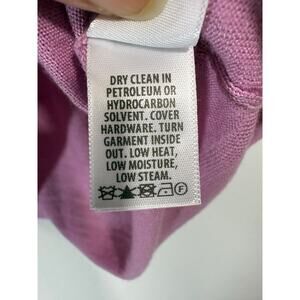 DRY CLEAN IN
PETROLEUM OR
HYDROCARBON
SOLVENT. COVER
HARDWARE. TURN
GARMENT INSIDE
OUT. LOW HEAT,
LOW MOISTURE,
LOW STEAM.
F